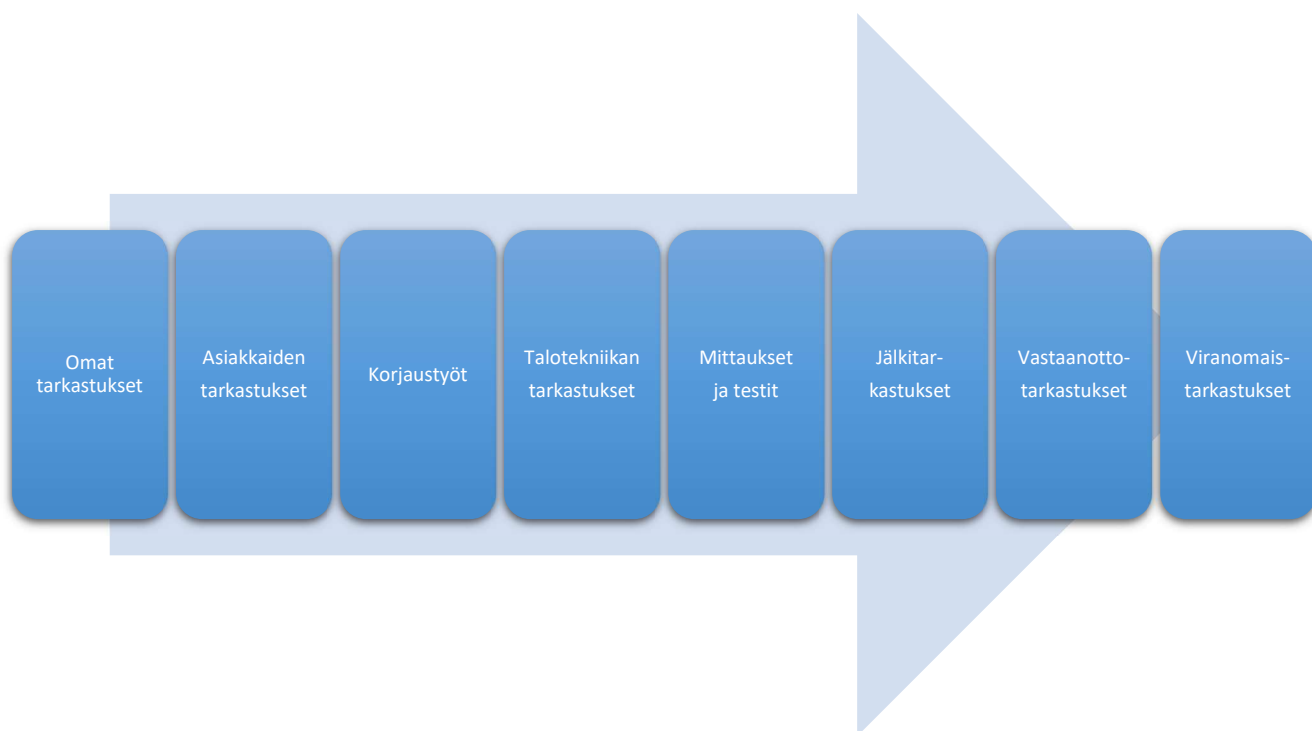 Omat
tarkastukset
Asiakkaiden
tarkastukset
Korjaustyöt
Talotekniikan
tarkastukset
Mittaukset
ja testit
Jälkitar-
kastukset
Vastaanotto-
tarkastukset
Viranomais-
tarkastukset